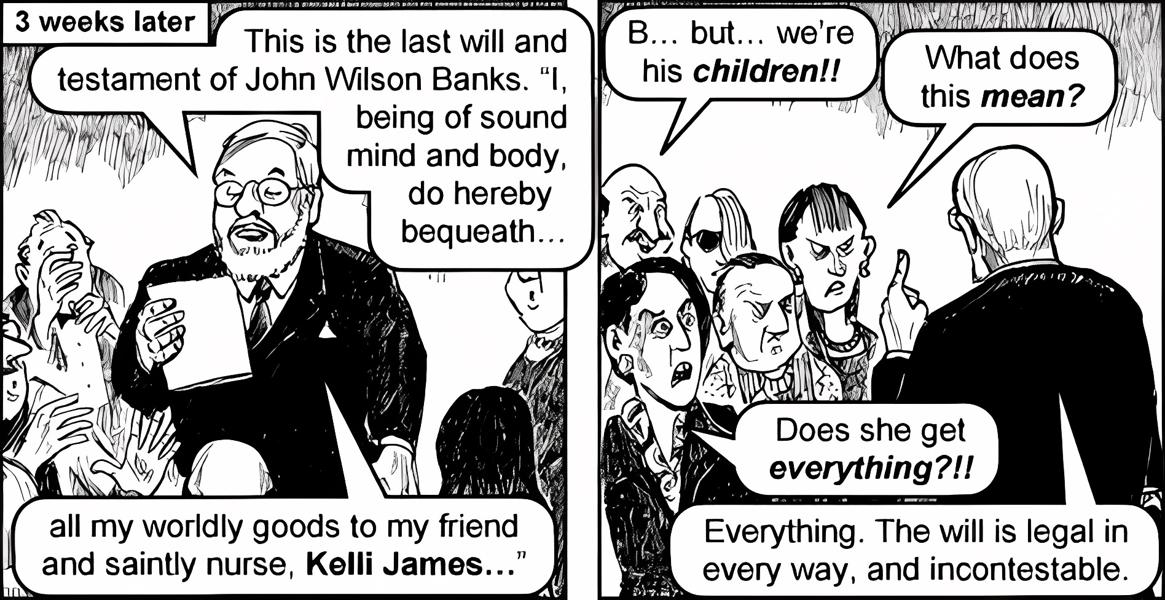 3 weeks later
This is the last will and
testament of John Wilson Banks. “I,
being of sound
mind and body,
do hereby
bequeath...
all my worldly goods to my friend
and saintly nurse, Kelli James...”
B... but... we're
his children!!
What does
this mean?
Does she get
everything?!!
Everything. The will is legal in
every way, and incontestable.